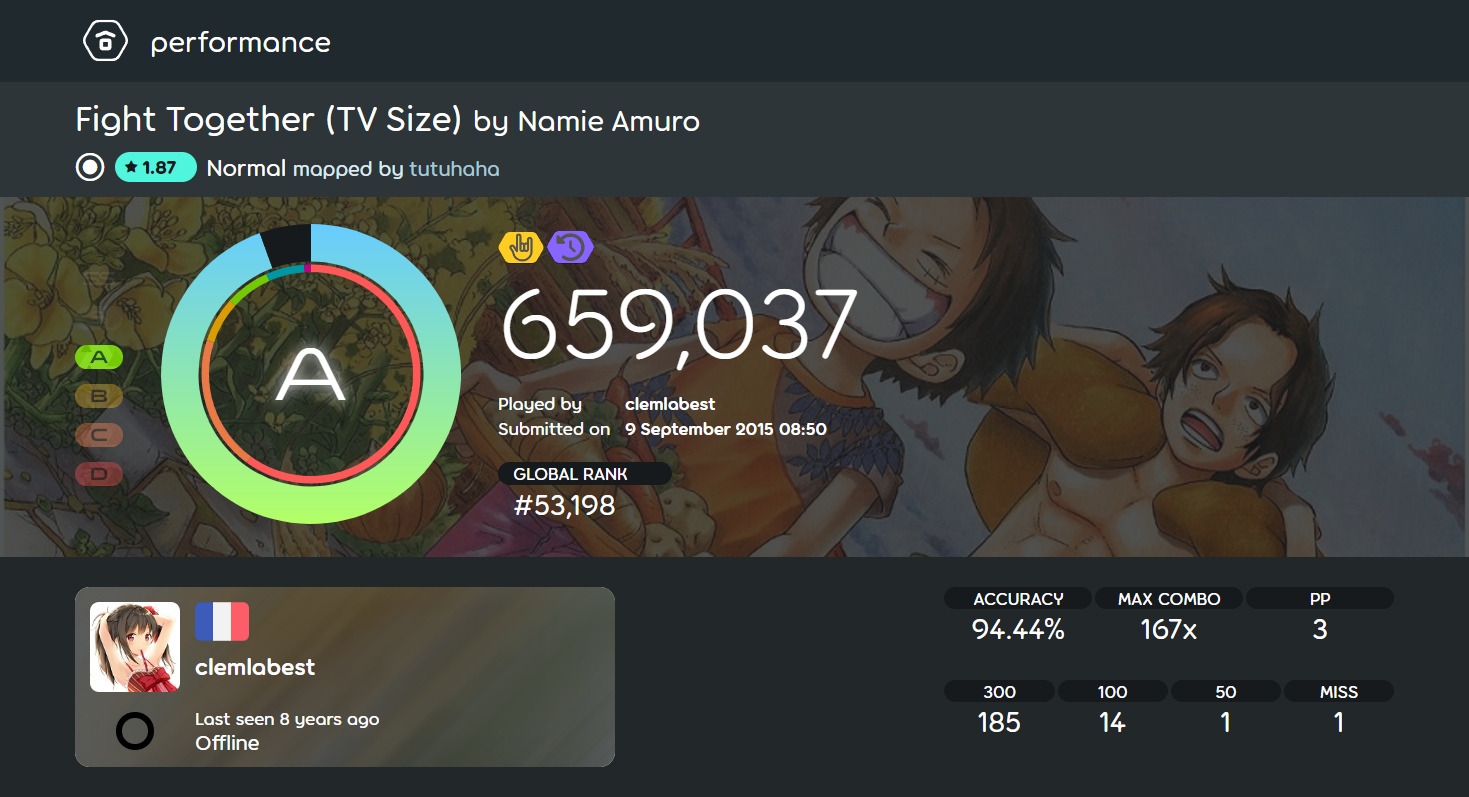 performance
Fight Together (TV Size) by Namie Amuro
1.87 Normal mapped by tutuhaha
A
B
C
D
A
659,037
Played by clemlabest
Submitted on 9 September 2015 08:50
GLOBAL RANK
#53,198
clemlabest
Last seen 8 years ago
Offline
ACCURACY MAX COMBO PP
94.44% 167x 3
300 100 50 MISS
185 14 1 1